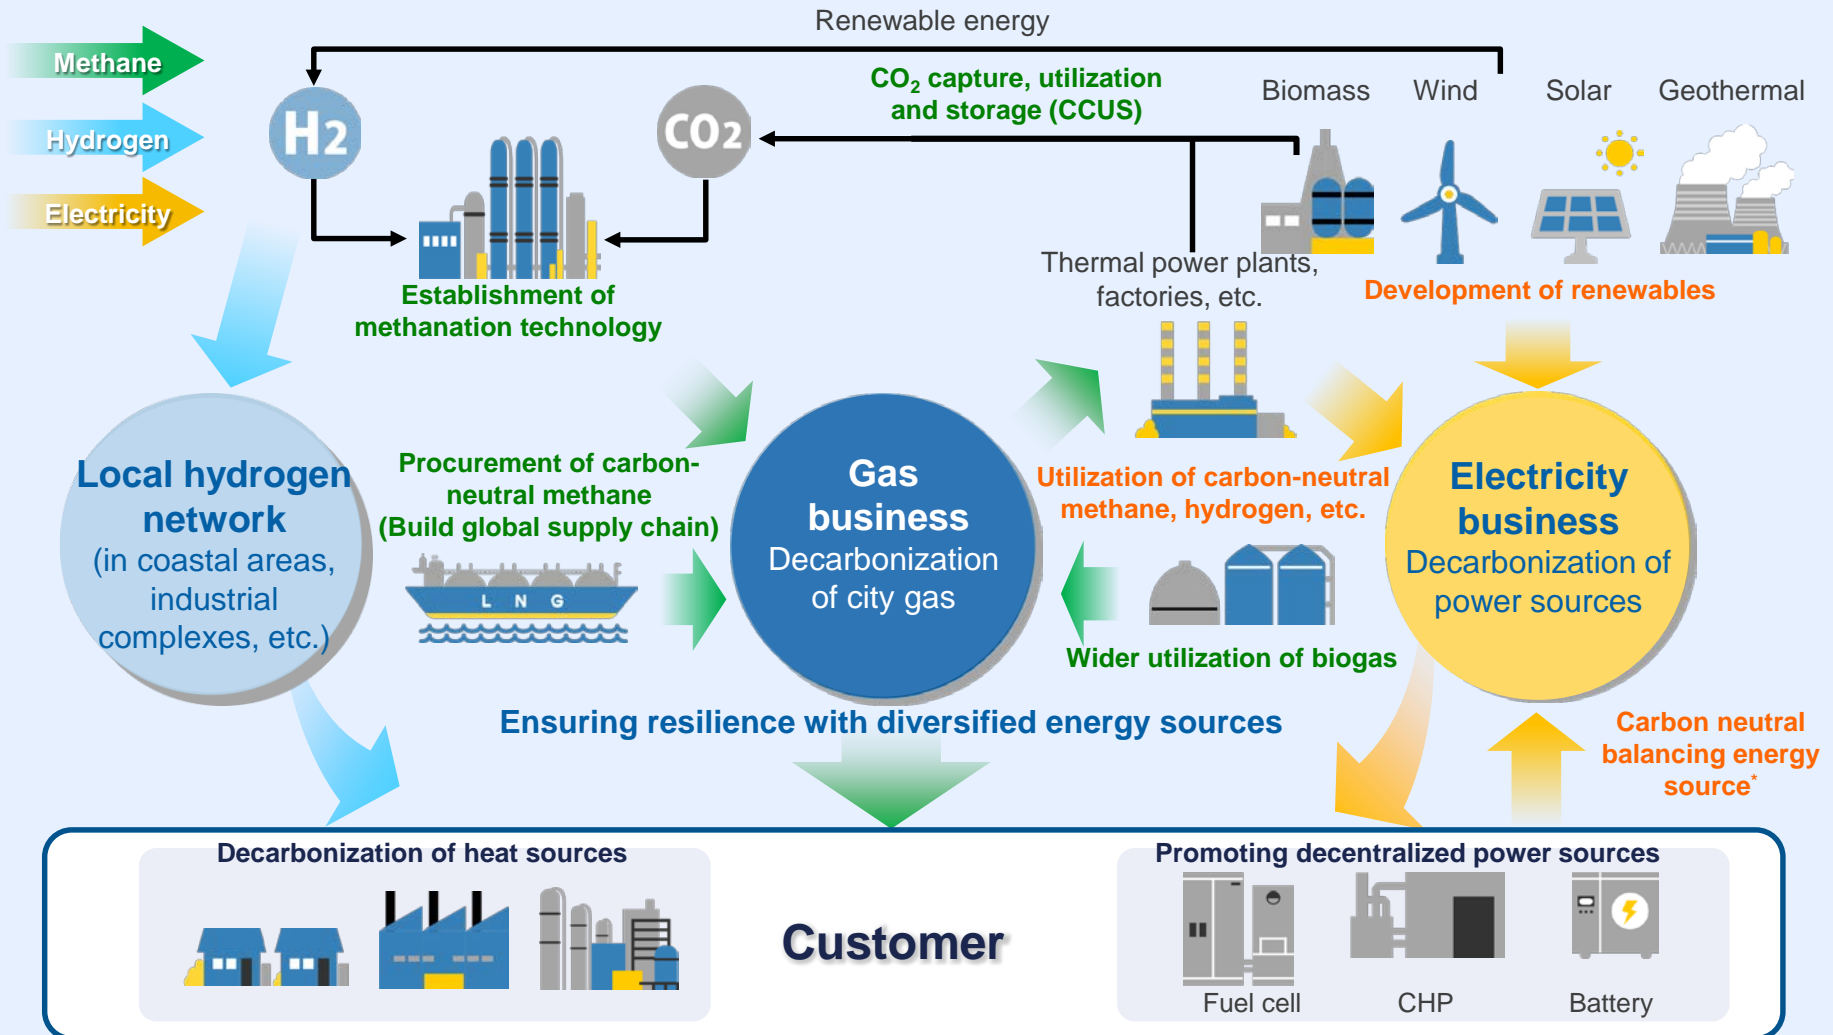 Renewable energy
Methane
Hydrogen
Electricity
H2
CO2
CO₂ capture, utilization
and storage (CCUS)
Biomass
Wind
Solar
Geothermal
Establishment of
methanation technology
Thermal power plants,
factories, etc.
Development of renewables
Local hydrogen
network
(in coastal areas,
industrial
complexes, etc.)
Procurement of carbon-
neutral methane
(Build global supply chain)
L N G
Gas
business
Decarbonization
of city gas
Utilization of carbon-neutral
methane, hydrogen, etc.
Wider utilization of biogas
Electricity
business
Decarbonization of
power sources
Ensuring resilience with diversified energy sources
Carbon neutral
balancing energy
source*
Decarbonization of heat sources
Customer
Promoting decentralized power sources
Fuel cell
CHP
Battery